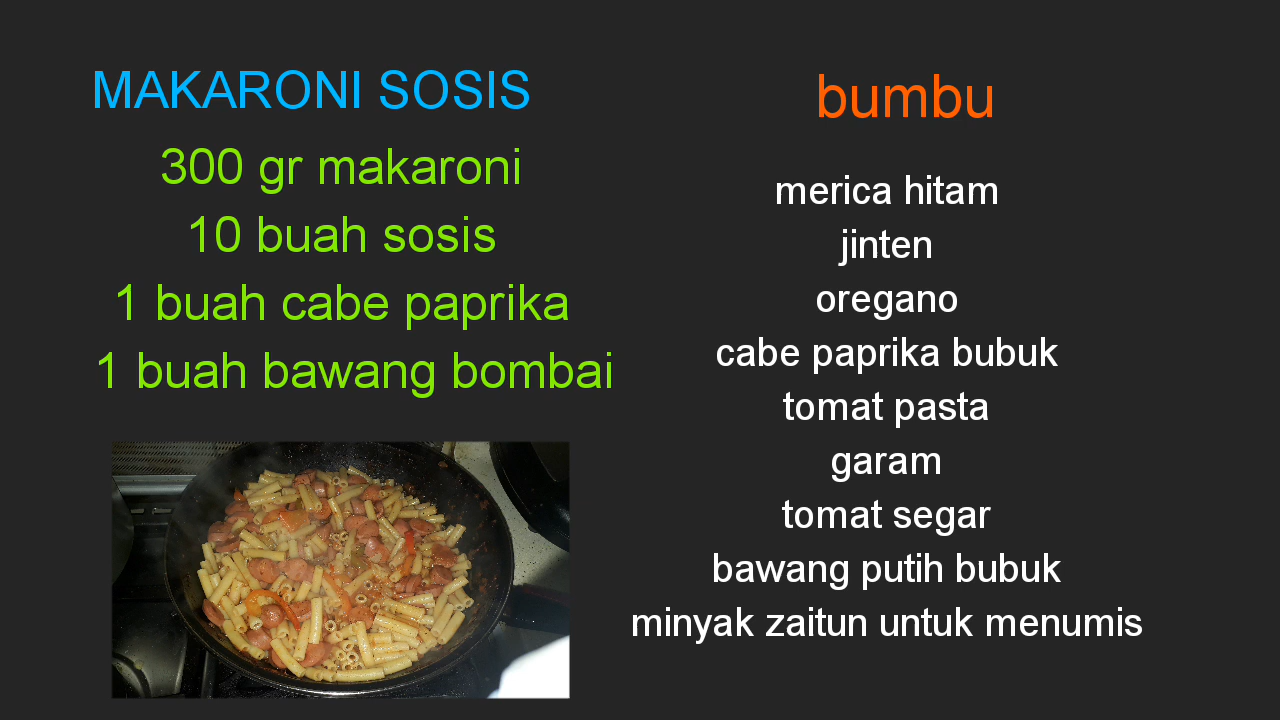 MAKARONI SOSIS
300 gr makaroni
10 buah sosis
1 buah cabe paprika
1 buah bawang bombai
bumbu
merica hitam
jinten
oregano
cabe paprika bubuk
tomat pasta
garam
tomat segar
bawang putih bubuk
minyak zaitun untuk menumis